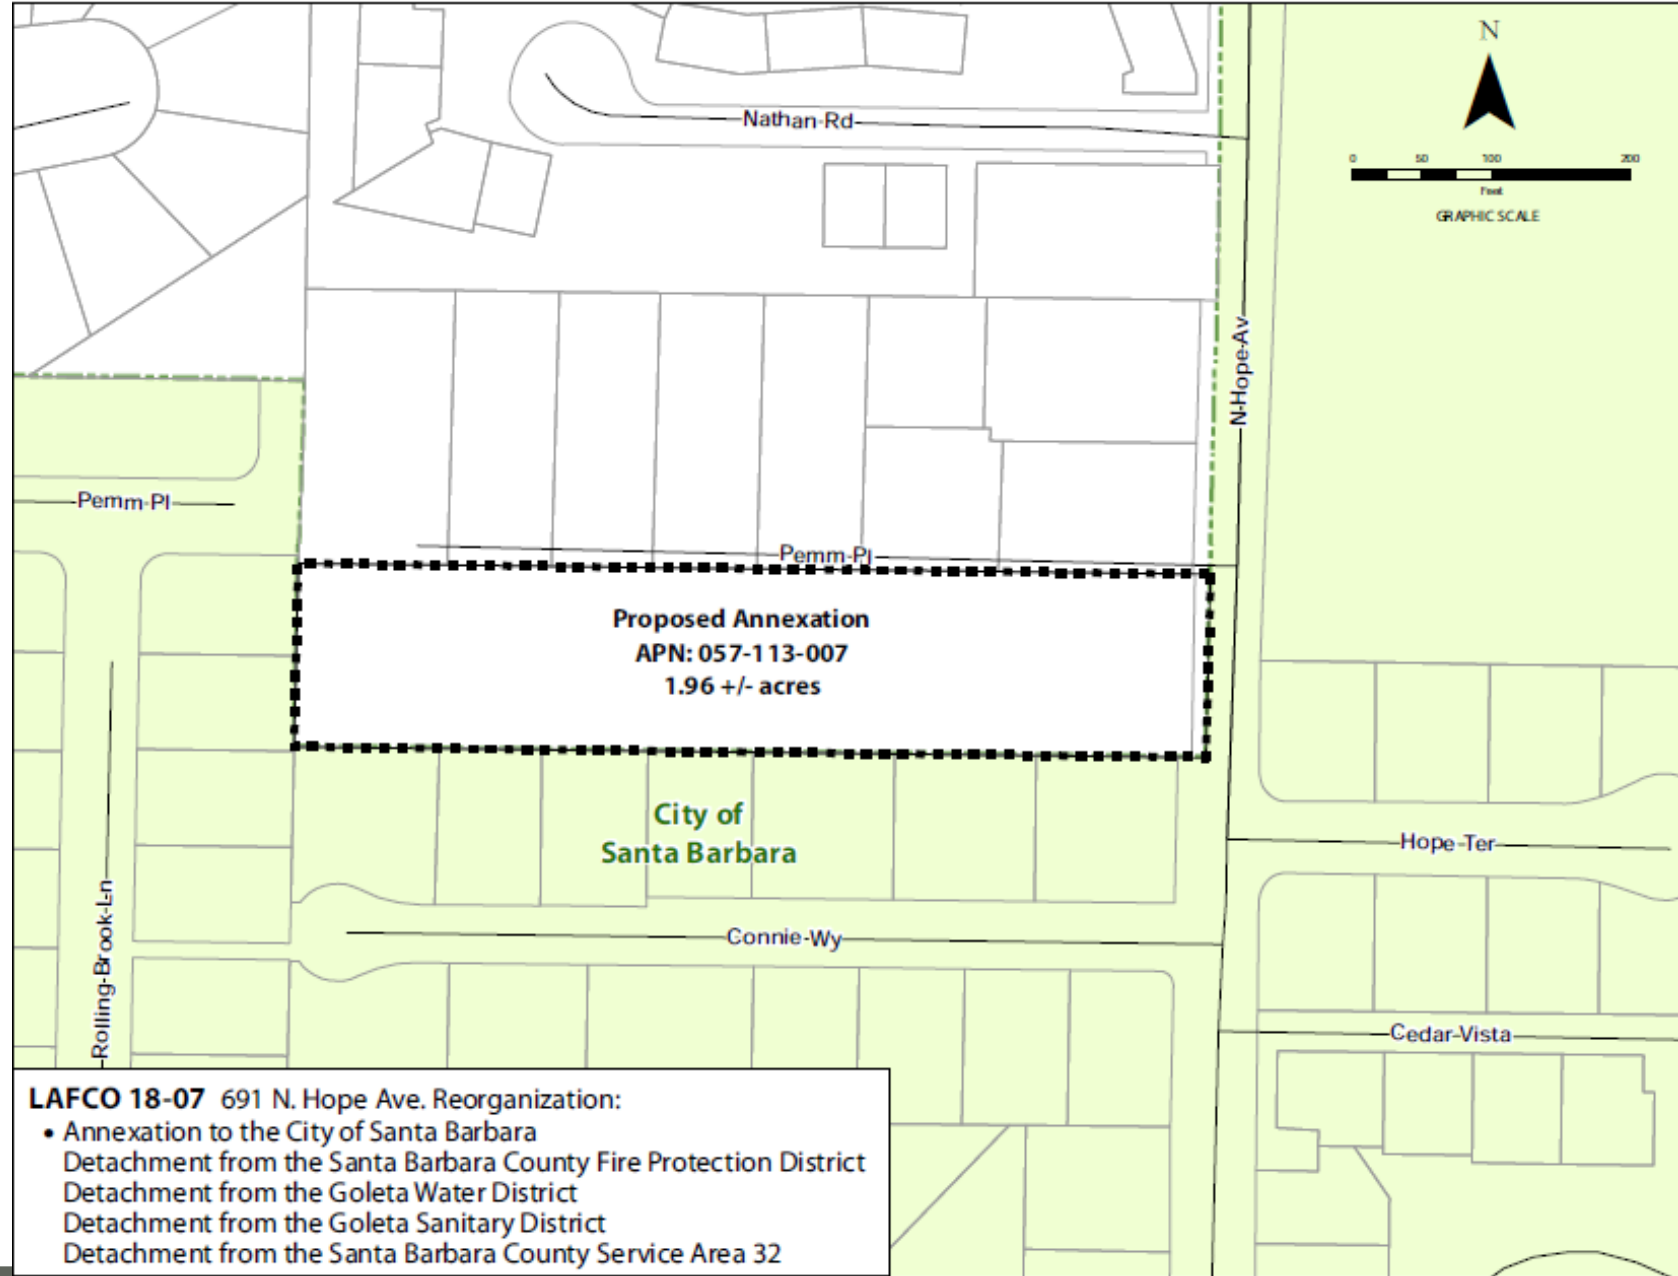 N
Nathan-Rd
0 50 100 200
Feet
GRAPHIC SCALE
N-Hope-Av
Pemm-Pl
Pemm-Pl
Proposed Annexation
APN: 057-113-007
1.96 +/- acres
City of
Santa Barbara
Hope-Ter
Rolling-Brook-Ln
Connie-Wy
Cedar-Vista
LAFCO 18-07 691 N. Hope Ave. Reorganization:
• Annexation to the City of Santa Barbara
Detachment from the Santa Barbara County Fire Protection District
Detachment from the Goleta Water District
Detachment from the Goleta Sanitary District
Detachment from the Santa Barbara County Service Area 32